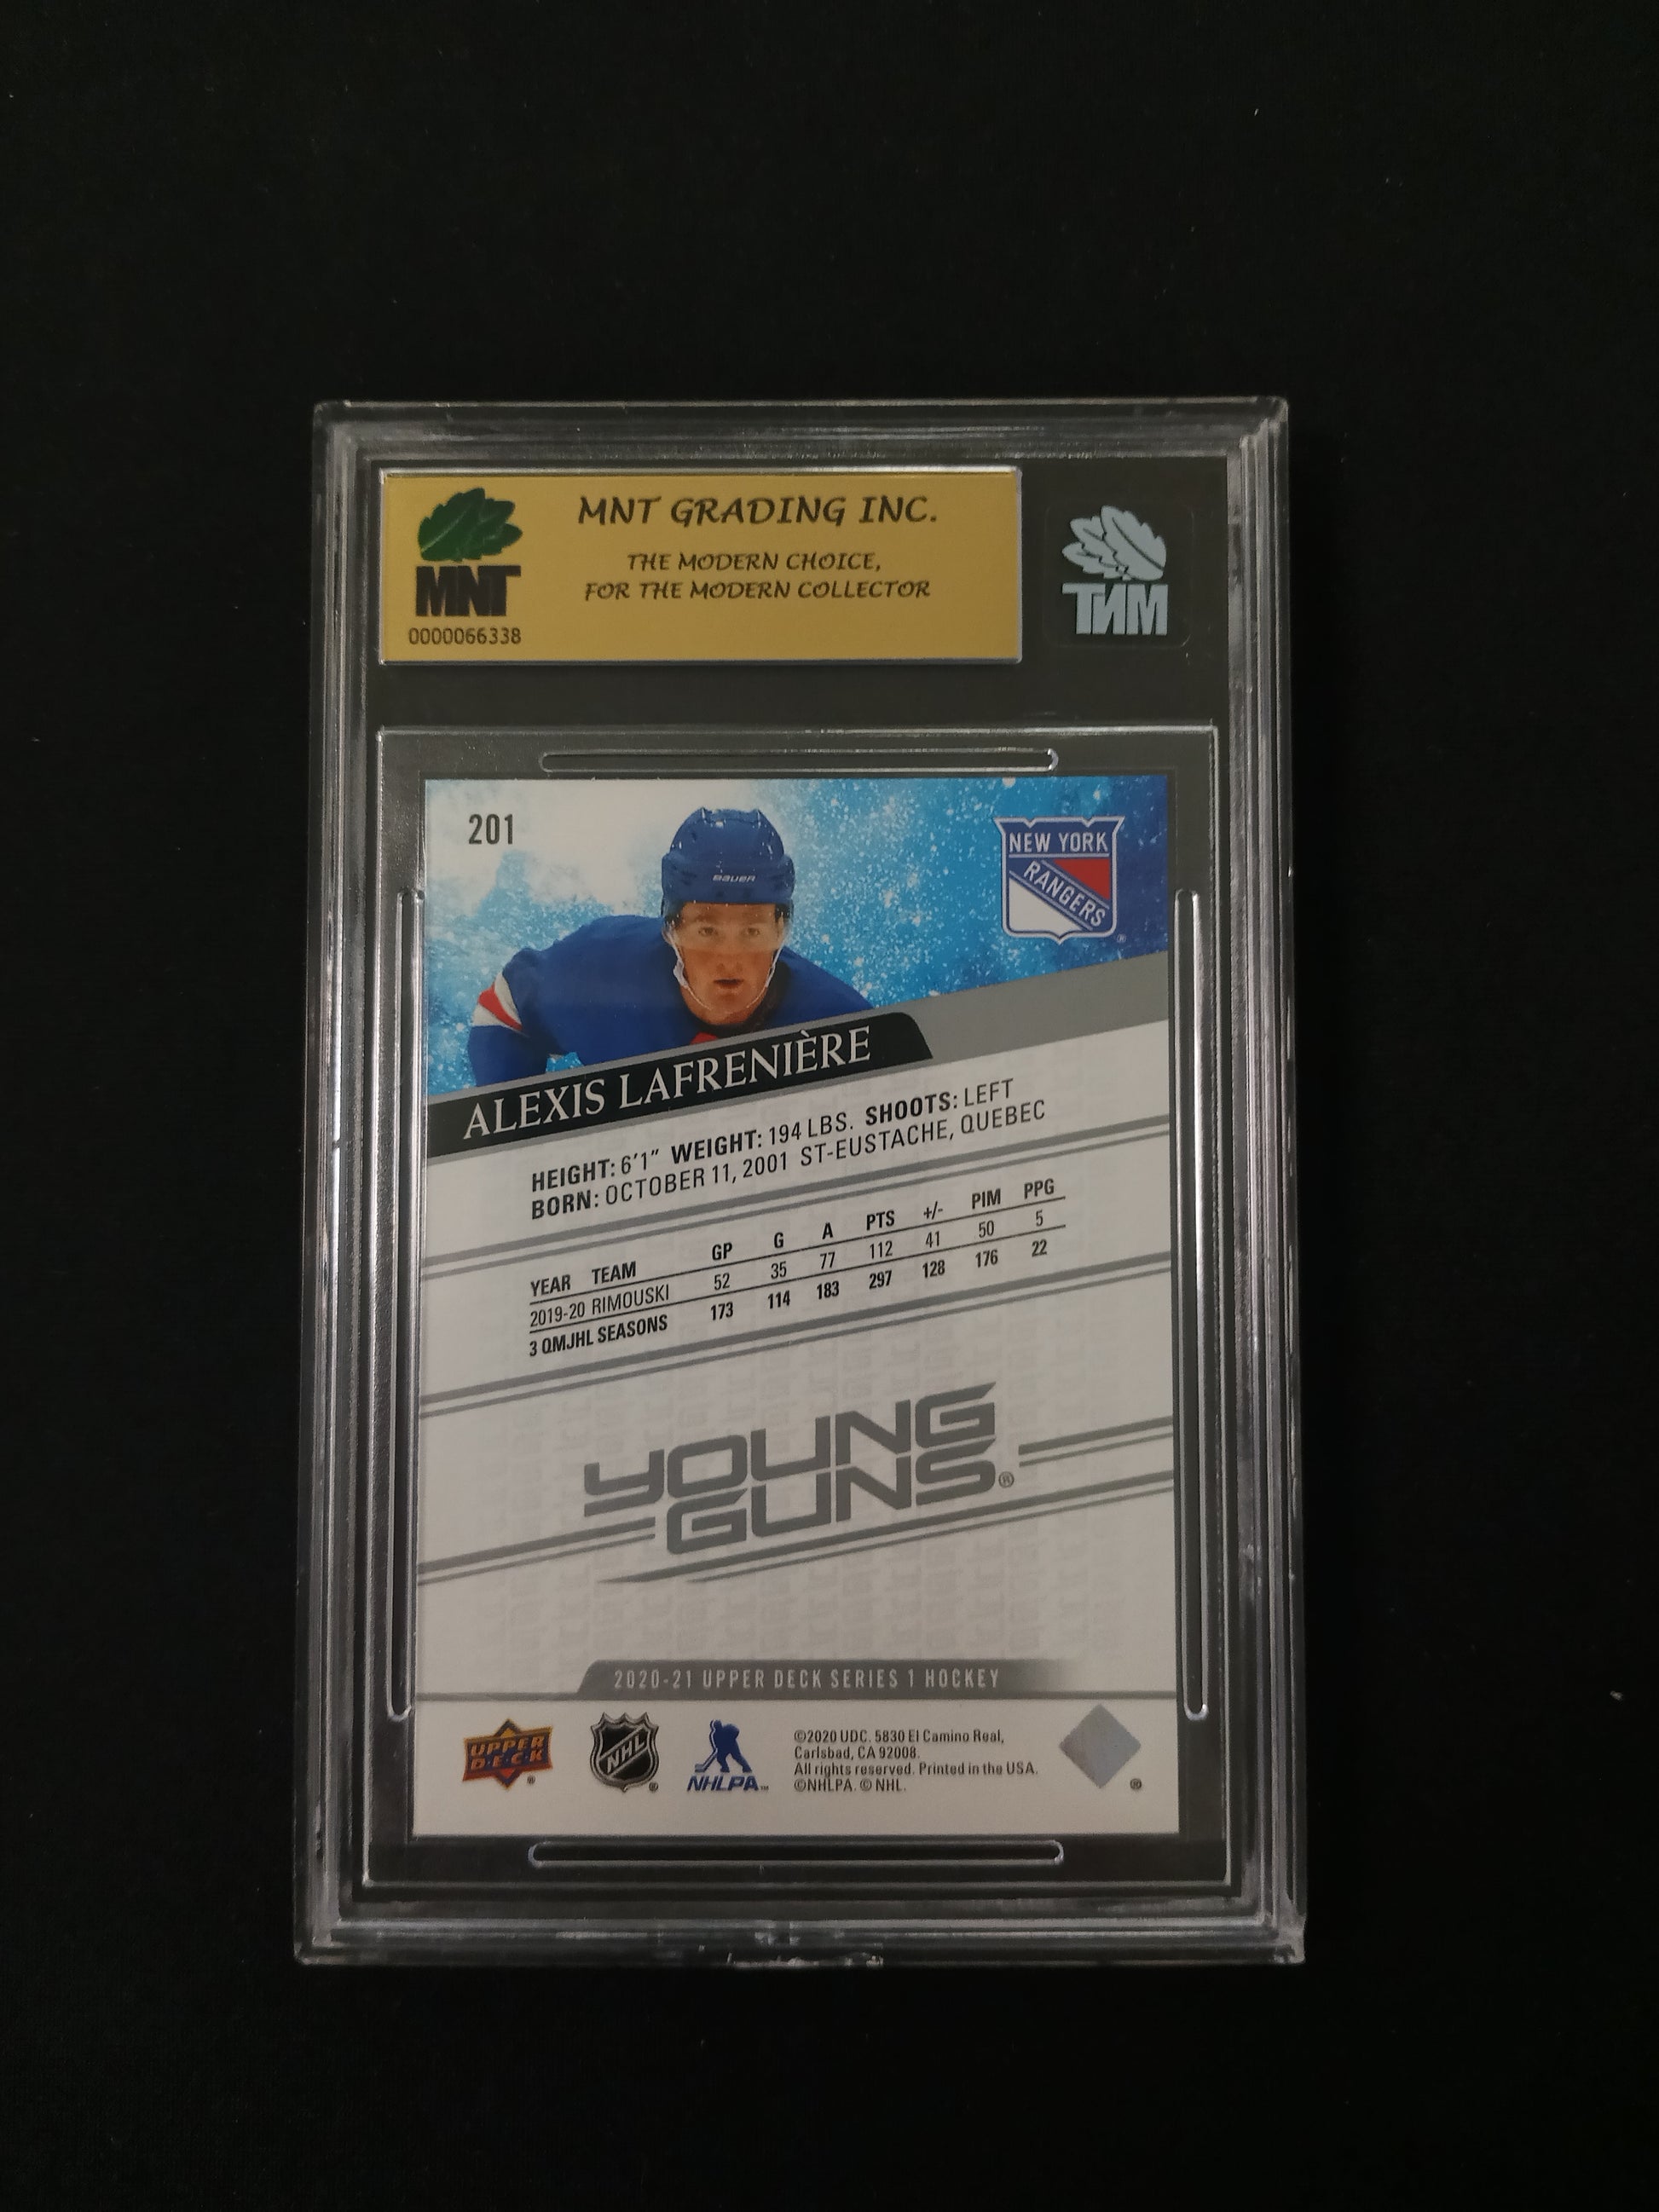 MNT GRADING INC.
THE MODERN CHOICE,
FOR THE MODERN COLLECTOR
MNT
0000066338
MNT
201
BAUER
NEW YORK
RANGERS
®
ALEXIS LAFRENIÈRE
HEIGHT: 6'1" WEIGHT: 194 LBS. SHOOTS: LEFT
BORN: OCTOBER 11, 2001 ST-EUSTACHE, QUEBEC
YEAR TEAM GP G A PTS +/- PIM PPG
2019-20 RIMOUSKI 52 35 77 112 41 50 5
3 QMJHL SEASONS 173 114 183 297 128 176 22
YOUNG
GUNS®
2020-21 UPPER DECK SERIES 1 HOCKEY
UPPER
DECK ®
NHL ®
NHLPA™
©2020 UDC. 5830 El Camino Real,
Carlsbad, CA 92008.
All rights reserved. Printed in the USA.
©NHLPA. © NHL.
®